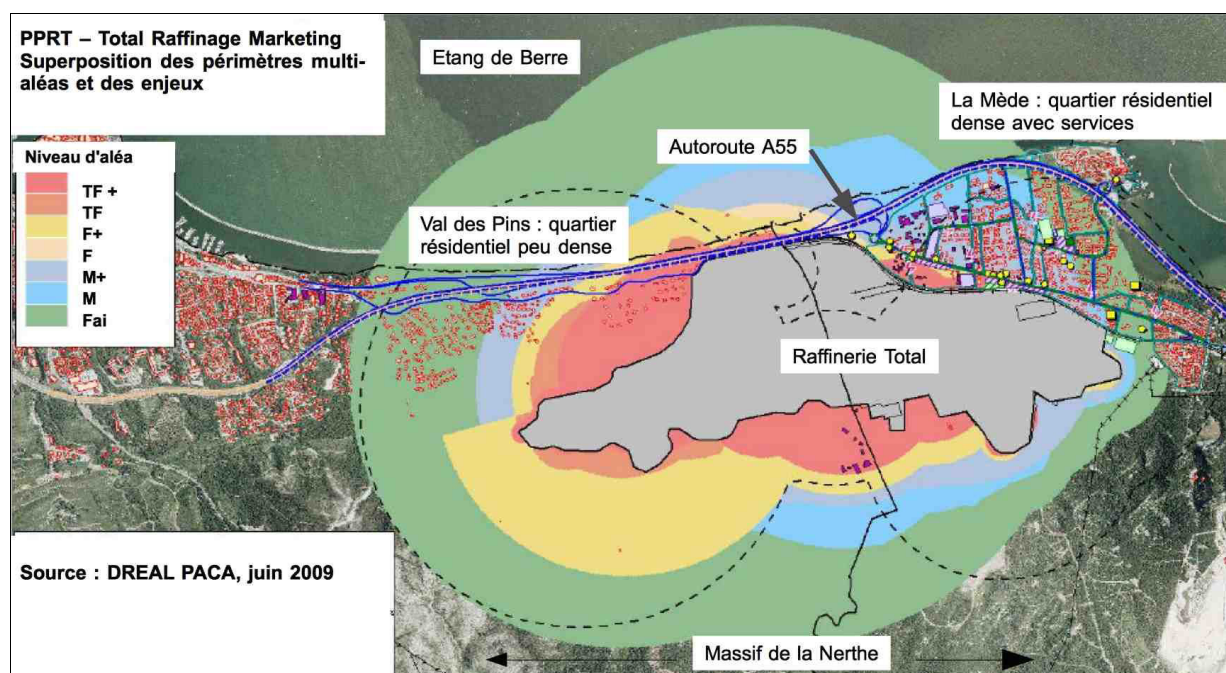 PPRT – Total Raffinage Marketing
Superposition des périmètres multi-
aléas et des enjeux
Etang de Berre
La Mède : quartier résidentiel
dense avec services
Autoroute A55
Niveau d'aléa
TF +
TF
F+
F
M+
M
Fai
Val des Pins : quartier
résidentiel peu dense
Raffinerie Total
Source : DREAL PACA, juin 2009
Massif de la Nerthe